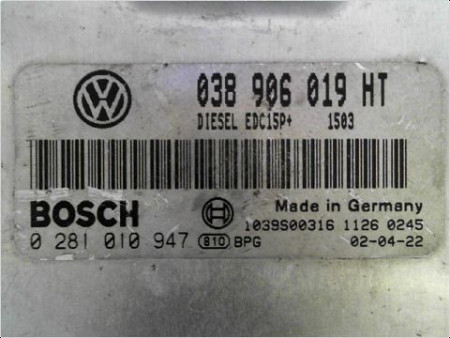 038 906 019 HT
DIESEL EDC15P+ 1503
BOSCH
Made in Germany
1039S00316 1126 0245
0 281 010 947 810 BPG 02-04-22